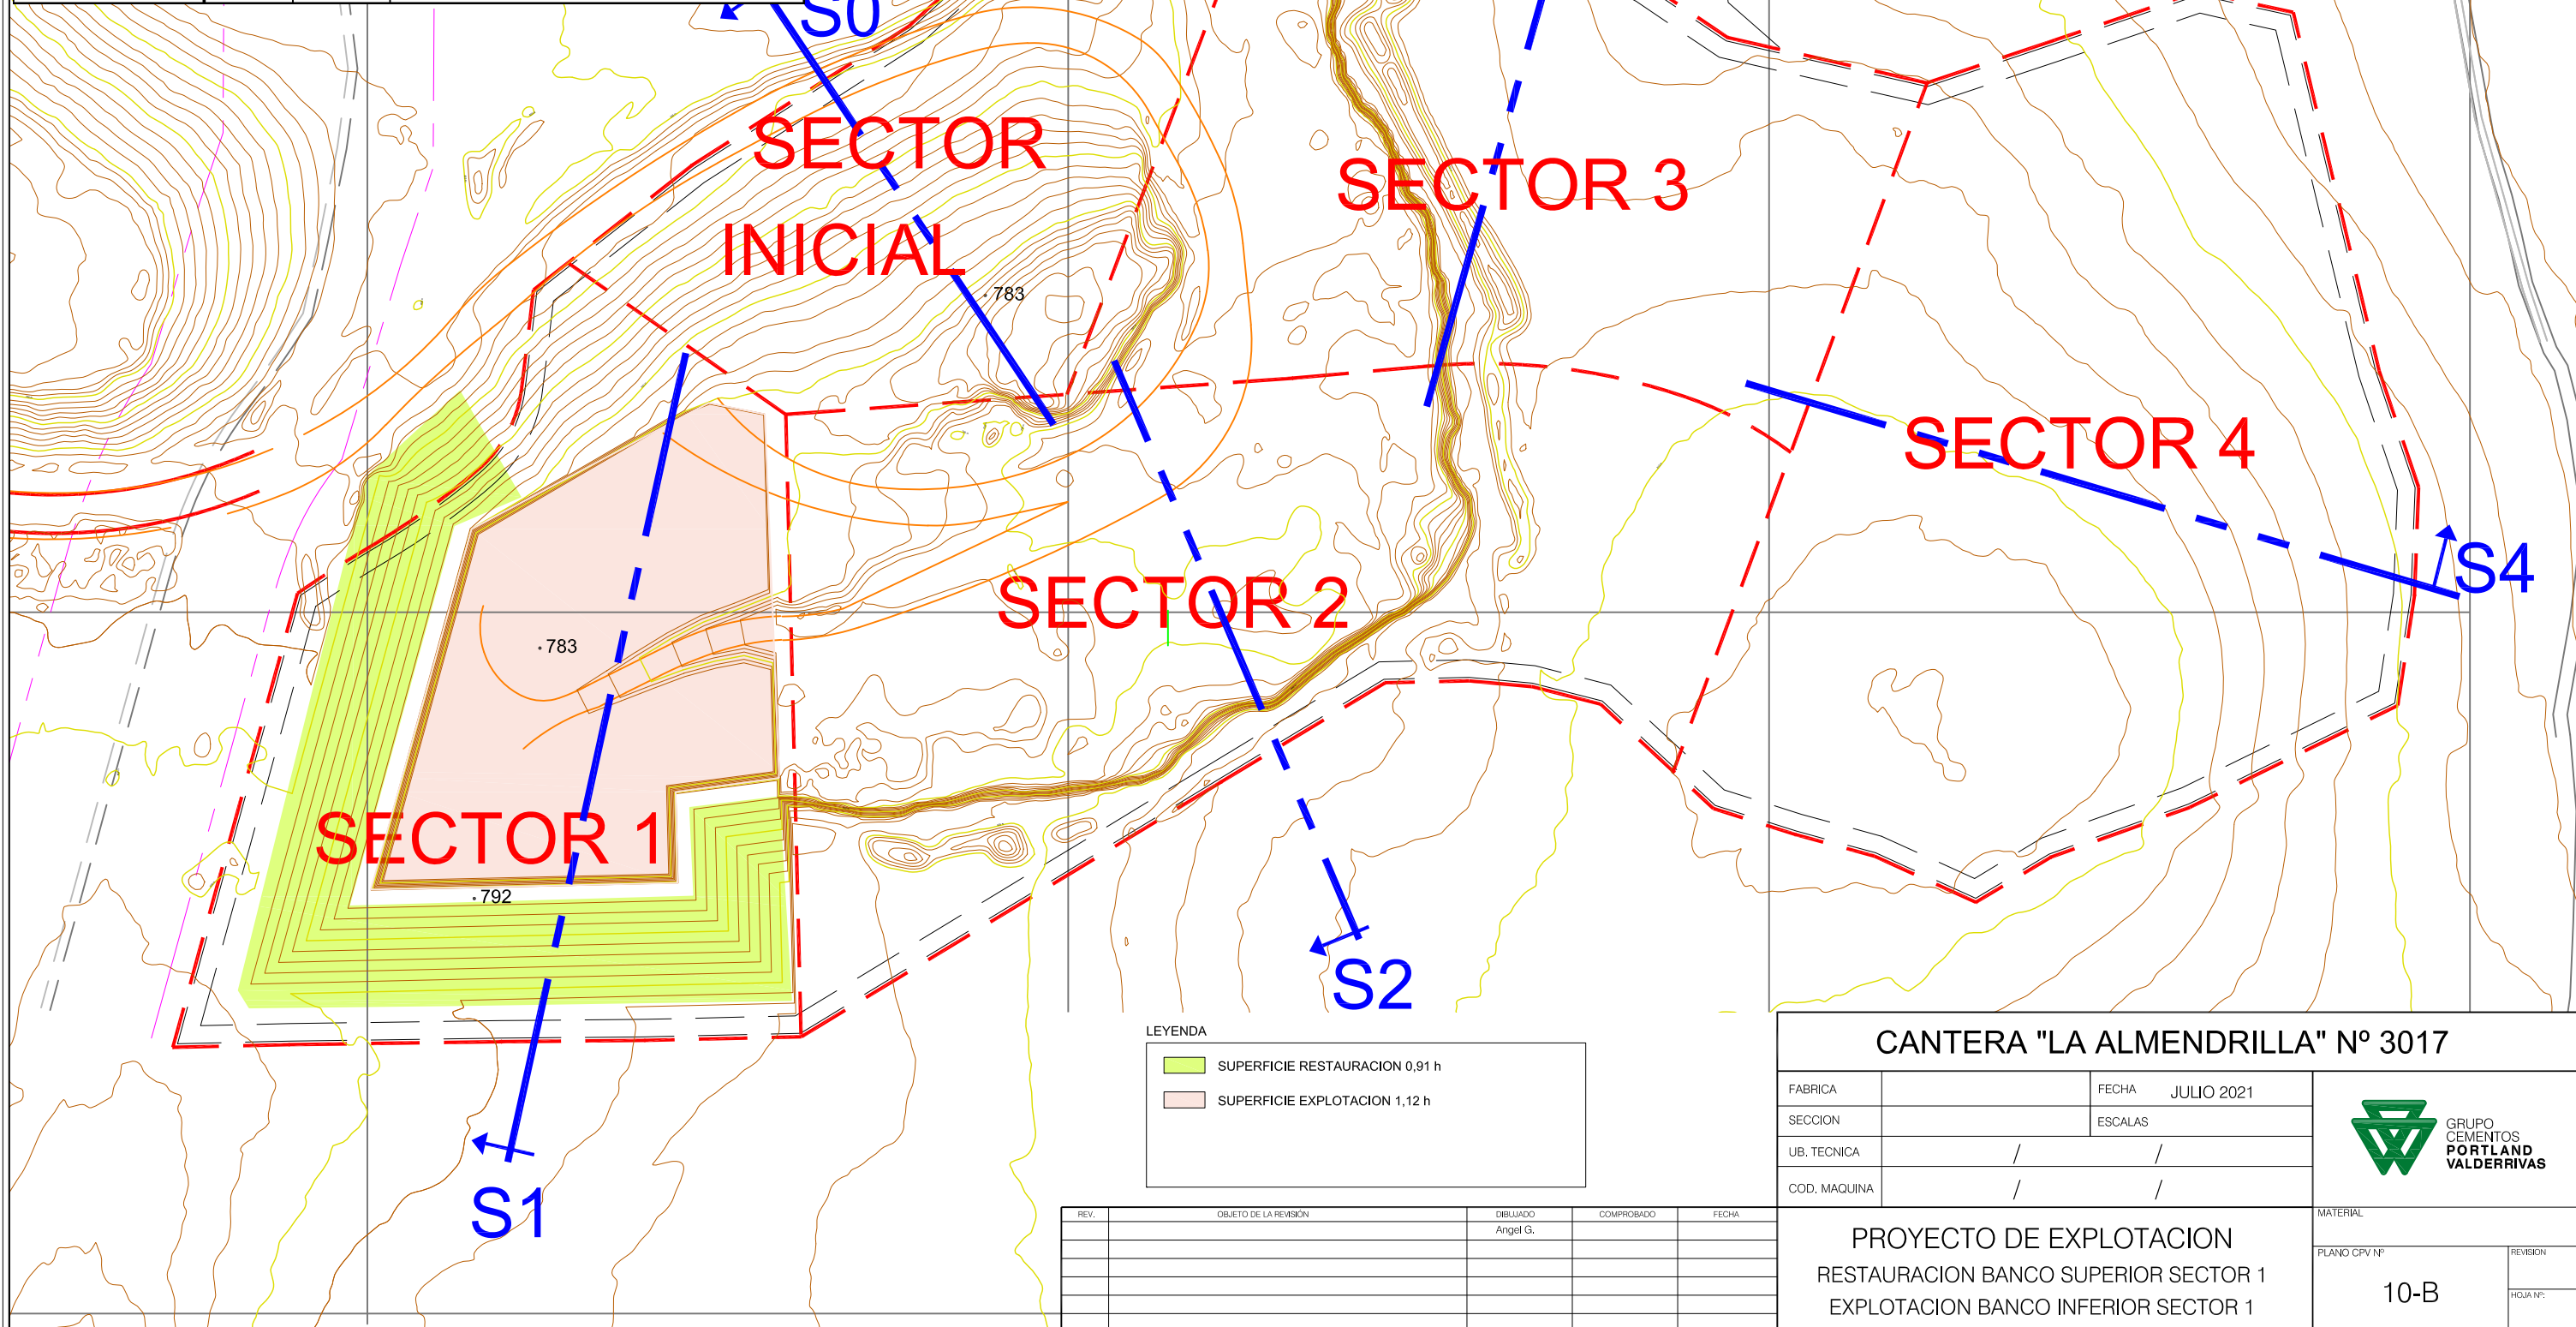 S0
SECTOR
INICIAL
783
SECTOR 3
SECTOR 4
S4
SECTOR 2
783
SECTOR 1
792
S2
S1
LEYENDA
SUPERFICIE RESTAURACION 0,91 h
SUPERFICIE EXPLOTACION 1,12 h
REV.
OBJETO DE LA REVISIÓN
DIBUJADO
COMPROBADO
FECHA
Angel G.
CANTERA "LA ALMENDRILLA" Nº 3017
FABRICA
FECHA JULIO 2021
SECCION
ESCALAS
UB. TECNICA / /
COD. MAQUINA / /
GRUPO
CEMENTOS
PORTLAND
VALDERRIVAS
PROYECTO DE EXPLOTACION
RESTAURACION BANCO SUPERIOR SECTOR 1
EXPLOTACION BANCO INFERIOR SECTOR 1
MATERIAL
PLANO CPV Nº
10-B
REVISION
HOJA Nº: